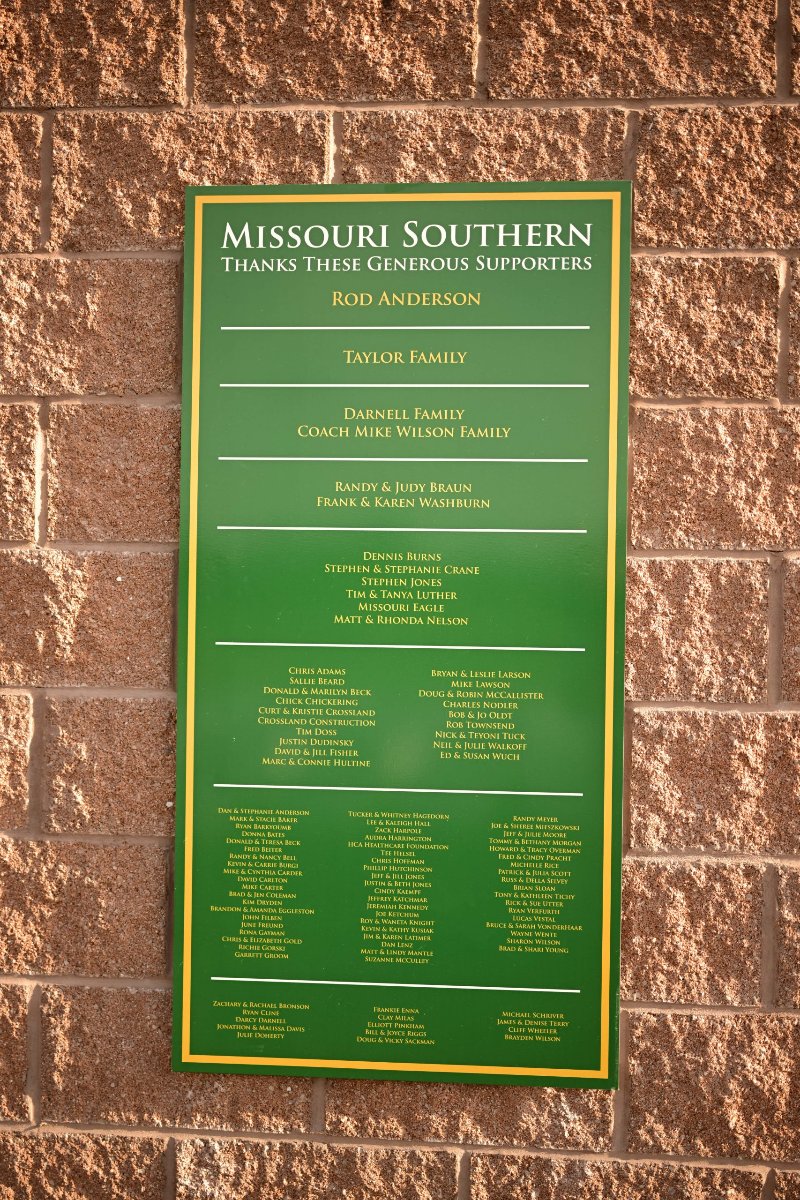 MISSOURI SOUTHERN
THANKS THESE GENEROUS SUPPORTERS
ROD ANDERSON
TAYLOR FAMILY
DARNELL FAMILY
COACH MIKE WILSON FAMILY
RANDY & JUDY BRAUN
FRANK & KAREN WASHBURN
DENNIS BURNS
STEPHEN & STEPHANIE CRANE
STEPHEN JONES
TIM & TANYA LUTHER
MISSOURI EAGLE
MATT & RHONDA NELSON
CHRIS ADAMS
SALLIE BEARD
DONALD & MARILYN BECK
CHICK CHICKERING
CURT & KRISTIE CROSSLAND
CROSSLAND CONSTRUCTION
TIM DOSS
JUSTIN DUDINSKY
DAVID & JILL FISHER
MARC & CONNIE HULTINE
BRYAN & LESLIE LARSON
MIKE LAWSON
DOUG & ROBIN MCCALLISTER
CHARLES NODLER
BOB & JO OLDT
ROB TOWNSEND
NICK & TFYONI TUCK
NEIL & JULIE WALKOFF
ED & SUSAN WUCH
DAN & STEPHANIE ANDERSON
MARK & STACIE BAKER
RYAN BARKYOUMB
DONNA BATES
DONALD & TERESA BECK
FRED BEITER
RANDY & NANCY BELL
KEVIN & CARRIE BURGI
MIKE & CYNTHIA CARDER
DAVID CARLTON
MIKE CARTER
BRAD & JEN COLEMAN
KIM DRYDEN
BRANDON & AMANDA EGGLESTON
JOHN FILBEN
JUNE FREUND
RONA GAYMAN
CHRIS & ELIZABETH GOLD
RICHIE GORSKI
GARRETT GROOM
TUCKER & WHITNEY HAGEDORN
LEE & KALEIGH HALL
ZACK HARPOLE
AUDRA HARRINGTON
HCA HEALTHCARE FOUNDATION
TEE HELSEL
CHRIS HOFFMAN
PHILLIP HUTCHINSON
JEFF & JILL JONES
JUSTIN & BETH JONES
CINDY KAEMPF
JEFFREY KATCHMAR
JEREMIAH KENNEDY
JOE KETCHUM
ROY & WANETA KNIGHT
KEVIN & KATHY KUSIAK
JIM & KAREN LATIMER
DAN LENZ
MATT & LINDY MANTLE
SUZANNE MCCULLEY
RANDY MEYER
JOE & SHEREE MIESZKOWSKI
JEFF & JULIE MOORE
TOMMY & BETHANY MORGAN
HOWARD & TRACY OVERMAN
FRED & CINDY PRACHT
MICHELLE RICE
PATRICK & JULIA SCOTT
RUSS & DELLA SELVEY
BRIAN SLOAN
TONY & KATHLEEN TICHY
RICK & SUE UTTER
RYAN VERFURTH
LUCAS VESTAL
BRUCE & SARAH VONDERHAAR
WAYNE WENTE
SHARON WILSON
BRAD & SHARI YOUNG
ZACHARY & RACHAEL BRONSON
RYAN CLINE
DARCY DARNELL
JONATHON & MALISSA DAVIS
JULIE DOHERTY
FRANKIE ENNA
CLAY MILAS
ELLIOTT PINKHAM
BILL & JOYCE RIGGS
DOUG & VICKY SACKMAN
MICHAEL SCHRIVER
JAMES & DENISE TERRY
CLIFF WHEELER
BRAYDEN WILSON